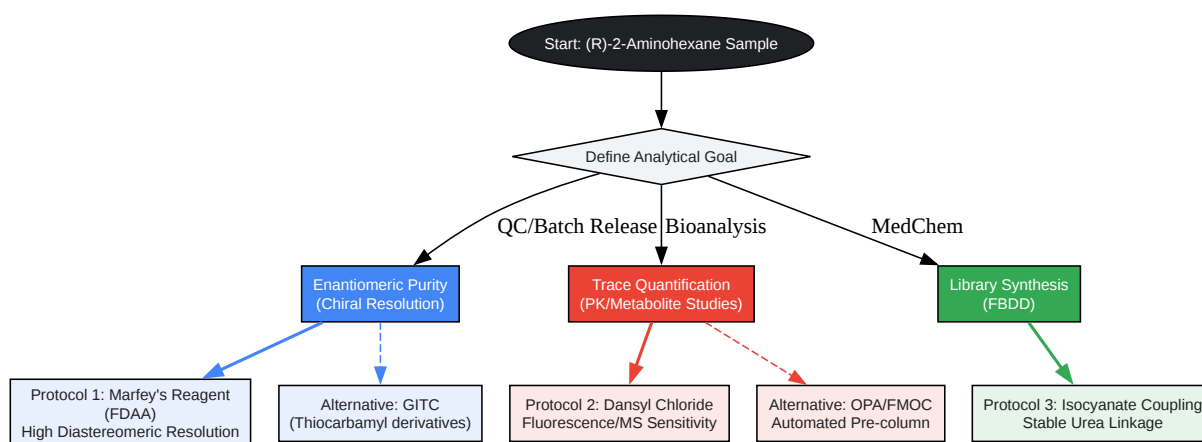 Start: (R)-2-Aminohexane Sample
Define Analytical Goal
QC/Batch Release
Bioanalysis
MedChem
Enantiomeric Purity
(Chiral Resolution)
Trace Quantification
(PK/Metabolite Studies)
Library Synthesis
(FBDD)
Protocol 1: Marfey's Reagent
(FDAA)
High Diastereomeric Resolution
Alternative: GITC
(Thiocarbamyl derivatives)
Protocol 2: Dansyl Chloride
Fluorescence/MS Sensitivity
Alternative: OPA/FMOC
Automated Pre-column
Protocol 3: Isocyanate Coupling
Stable Urea Linkage